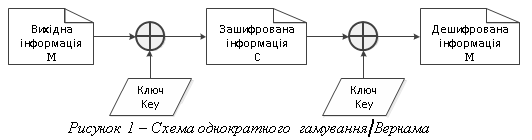 Вихідна
інформація
M
Зашифрована
інформація
C
Дешифрована
інформація
M
Ключ
Key
Ключ
Key
Рисунок 1 – Схема однократного гамування Вернама